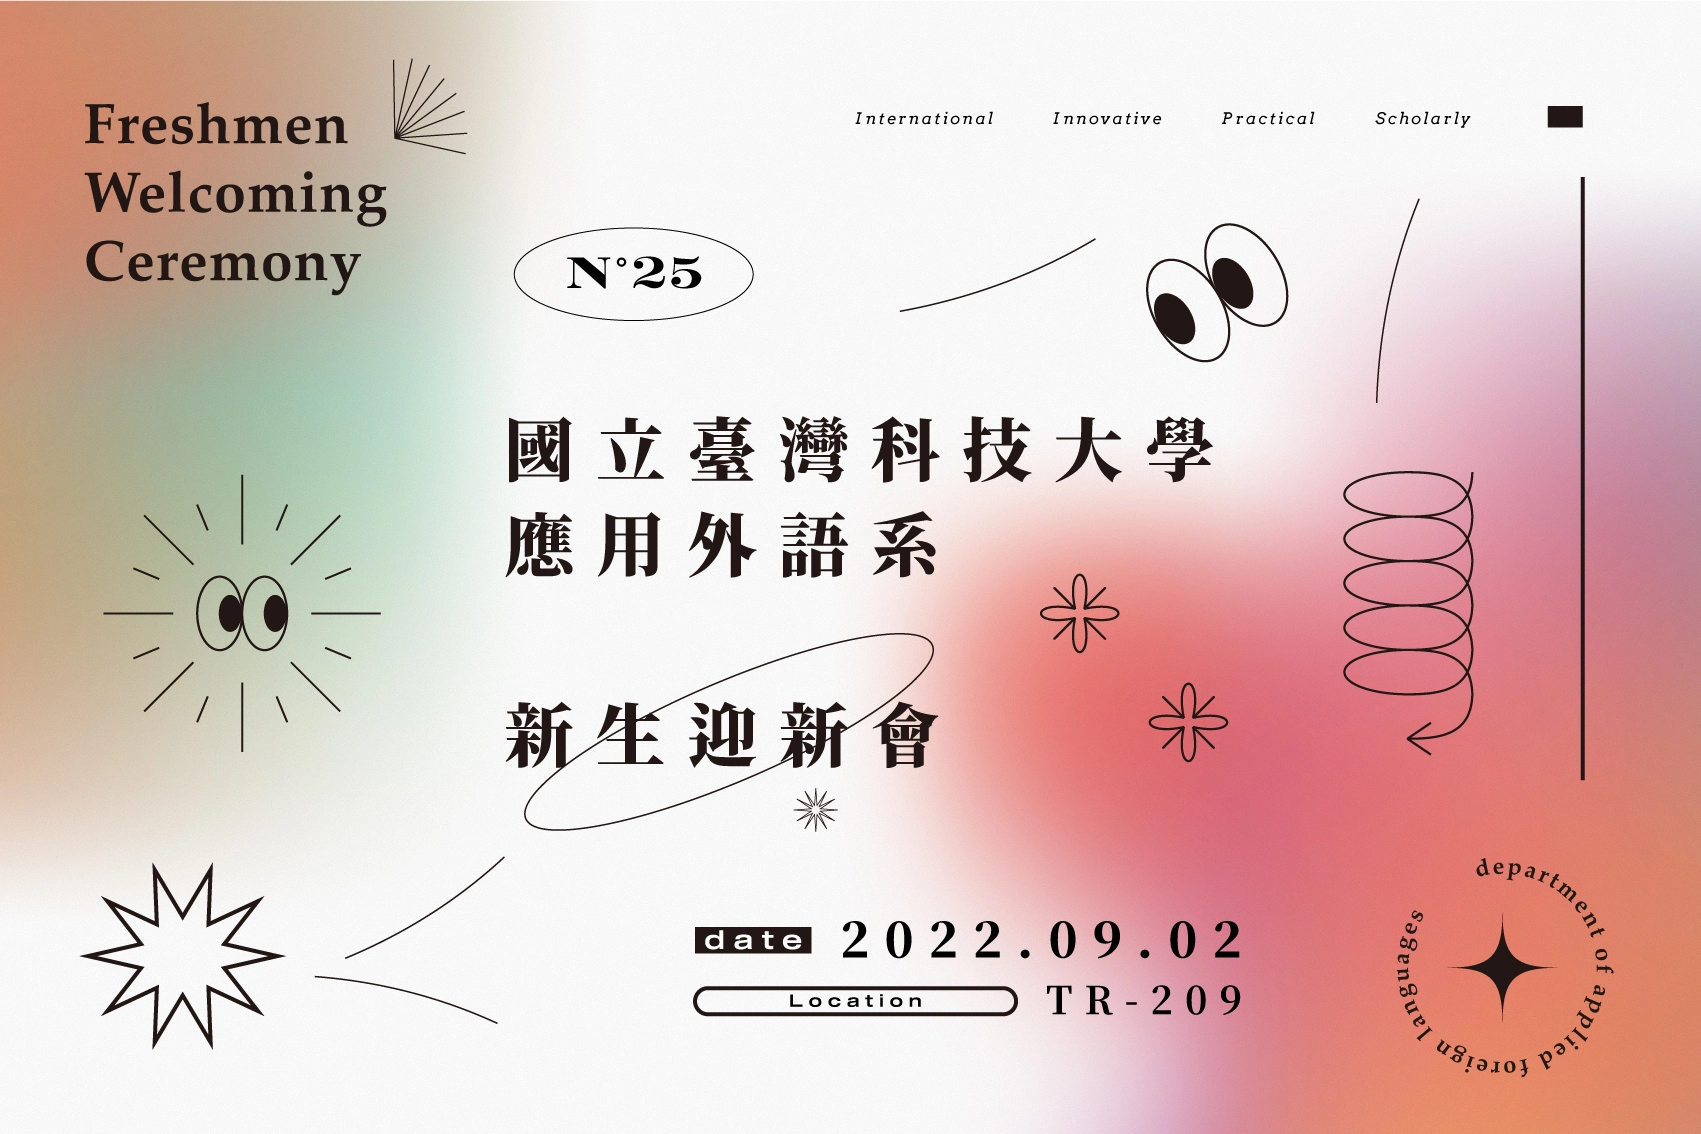 Freshmen
Welcoming
Ceremony
International Innovative Practical Scholarly
N°25
國立臺灣科技大學
應用外語系
新生迎新會
date 2022.09.02
Location TR-209
department of applied foreign languages